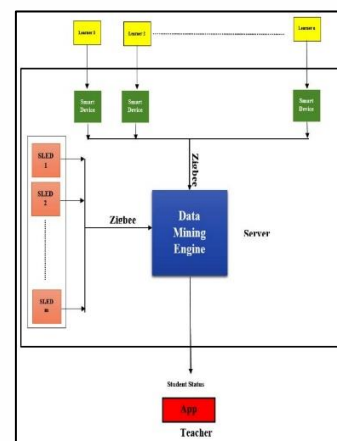 Learner 1
Learner 2
Learner n
Smart
Device
Smart
Device
Smart
Device
Zigbee
SLED
1
SLED
2
SLED
m
Zigbee
Data
Mining
Engine
Server
Student Status
App
Teacher